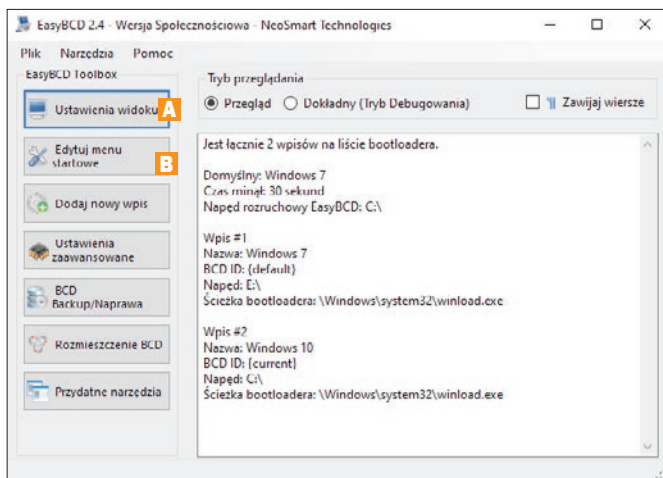 EasyBCD 2.4 - Wersja Społecznościowa - NeoSmart Technologies
Plik Narzędzia Pomoc
EasyBCD Toolbox
Ustawienia widoku
A
Edytuj menu
startowe
B
Dodaj nowy wpis
Ustawienia
zaawansowane
BCD
Backup/Naprawa
Rozmieszczenie BCD
Przydatne narzędzia
Tryb przeglądania
Przegląd Dokładny (Tryb Debugowania) Zawijaj wiersze
Jest łącznie 2 wpisów na liście bootloadera.
Domyślny: Windows 7
Czas minął: 30 sekund
Napęd rozruchowy EasyBCD: C:\
Wpis #1
Nazwa: Windows 7
BCD ID: {default}
Napęd: E:\
Ścieżka bootloadera: \Windows\system32\winload.exe
Wpis #2
Nazwa: Windows 10
BCD ID: {current}
Napęd: C:\
Ścieżka bootloadera: \Windows\system32\winload.exe